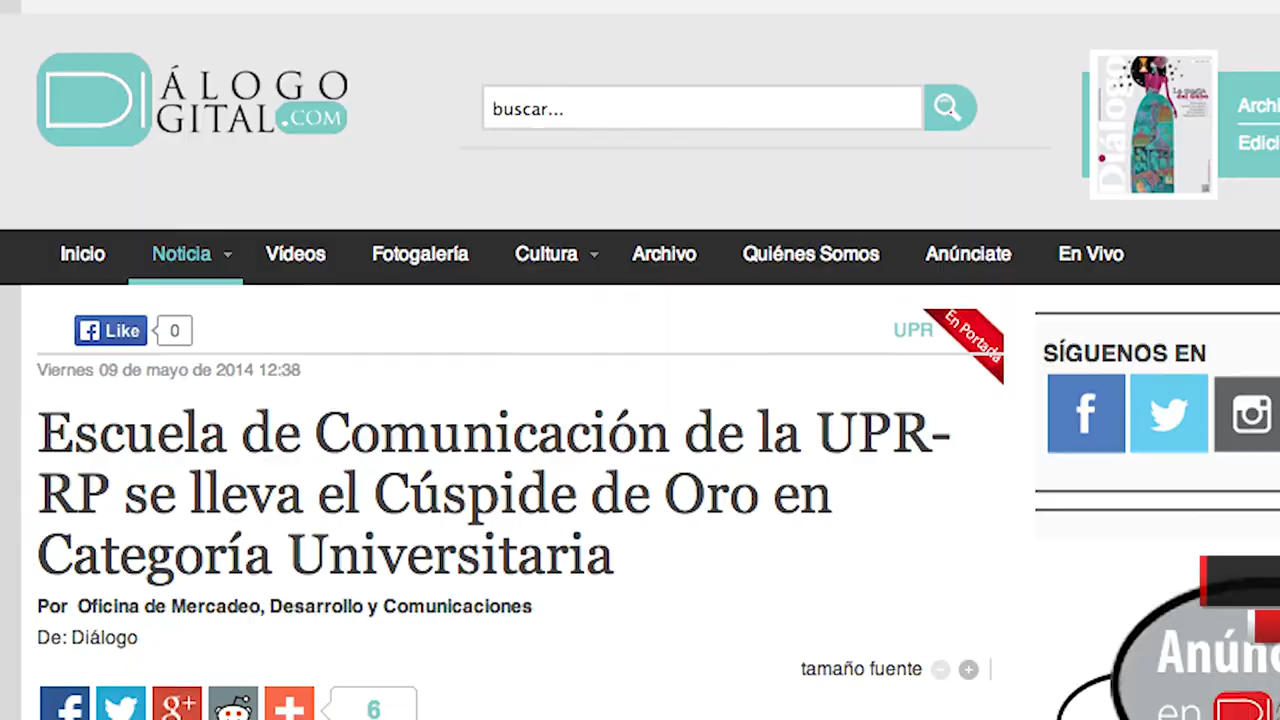 DIÁLOGO
DIGITAL.COM
buscar...
Diálogo
Inicio
Noticia
Vídeos
Fotogalería
Cultura
Archivo
Quiénes Somos
Anúnciate
En Vivo
Like
0
UPR
En Portada
SÍGUENOS EN
Viernes 09 de mayo de 2014 12:38
Escuela de Comunicación de la UPR-
RP se lleva el Cúspide de Oro en
Categoría Universitaria
Por Oficina de Mercadeo, Desarrollo y Comunicaciones
De: Diálogo
tamaño fuente
6
en